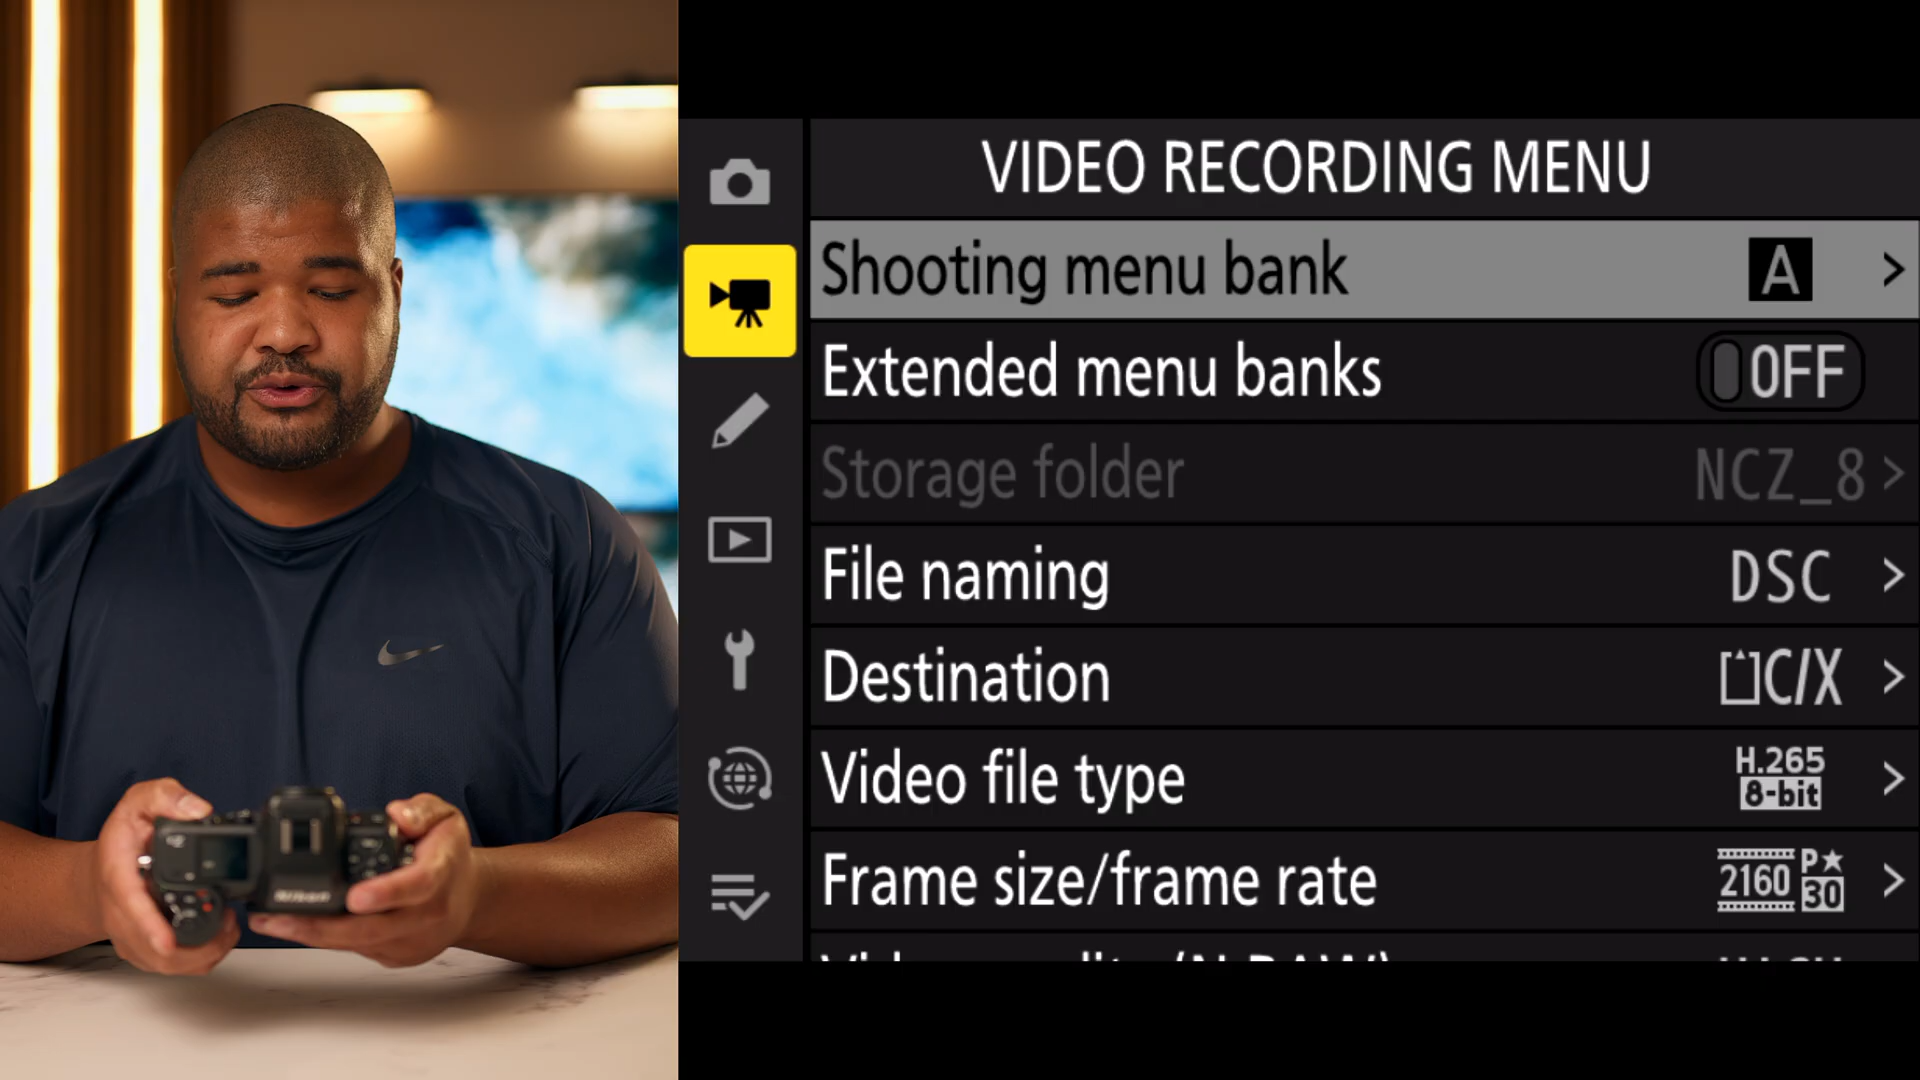 VIDEO RECORDING MENU
Shooting menu bank A >
Extended menu banks OFF
Storage folder NCZ_8 >
File naming DSC >
Destination C/X >
Video file type H.265 8-bit >
Frame size/frame rate 2160 P★ 30 >
Nikon